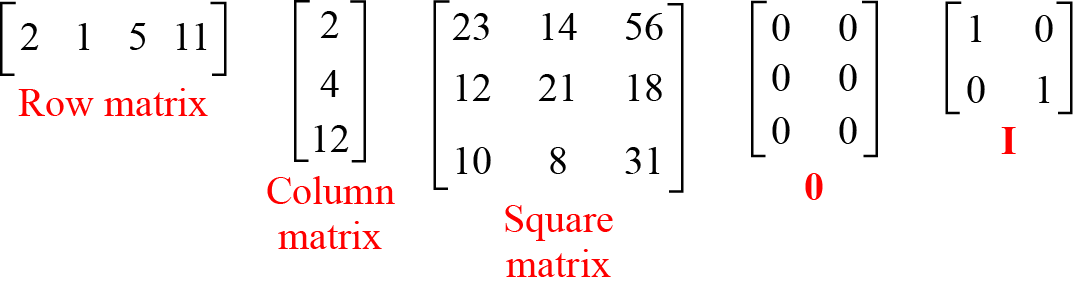 2 1 5 11
Row matrix
2
4
12
Column
matrix
23 14 56
12 21 18
10 8 31
Square
matrix
0 0
0 0
0 0
0
1 0
0 1
I